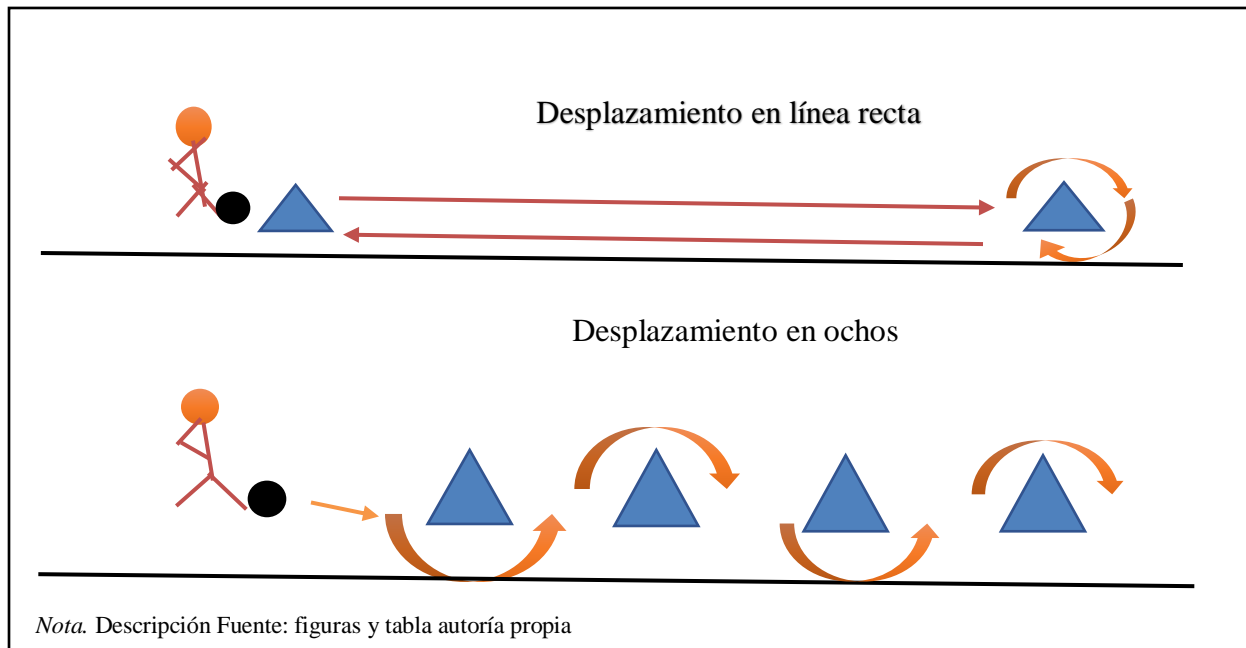 Desplazamiento en línea recta
Desplazamiento en ochos
Nota. Descripción Fuente: figuras y tabla autoría propia